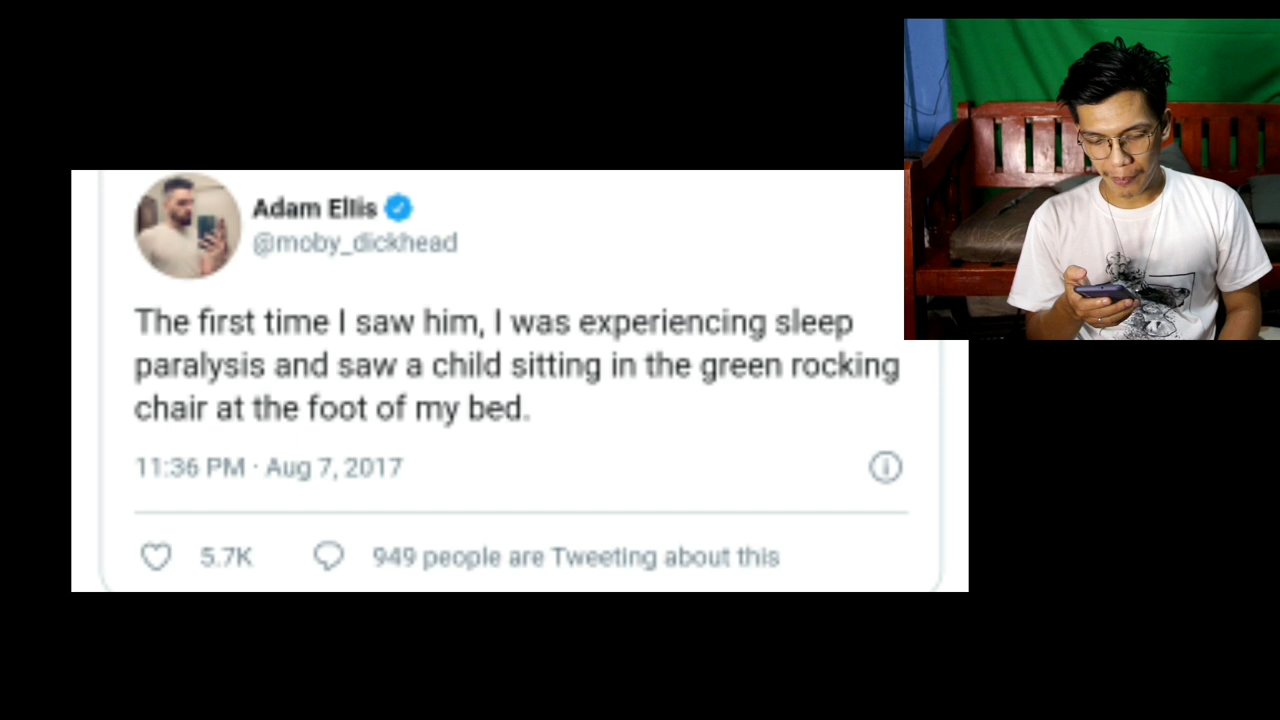 Adam Ellis
@moby_dickhead
The first time I saw him, I was experiencing sleep
paralysis and saw a child sitting in the green rocking
chair at the foot of my bed.
11:36 PM · Aug 7, 2017
5.7K 949 people are Tweeting about this